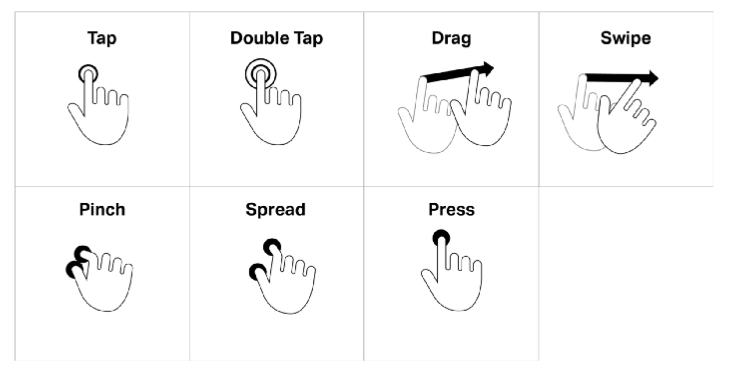 Tap
Double Tap
Drag
Swipe
Pinch
Spread
Press